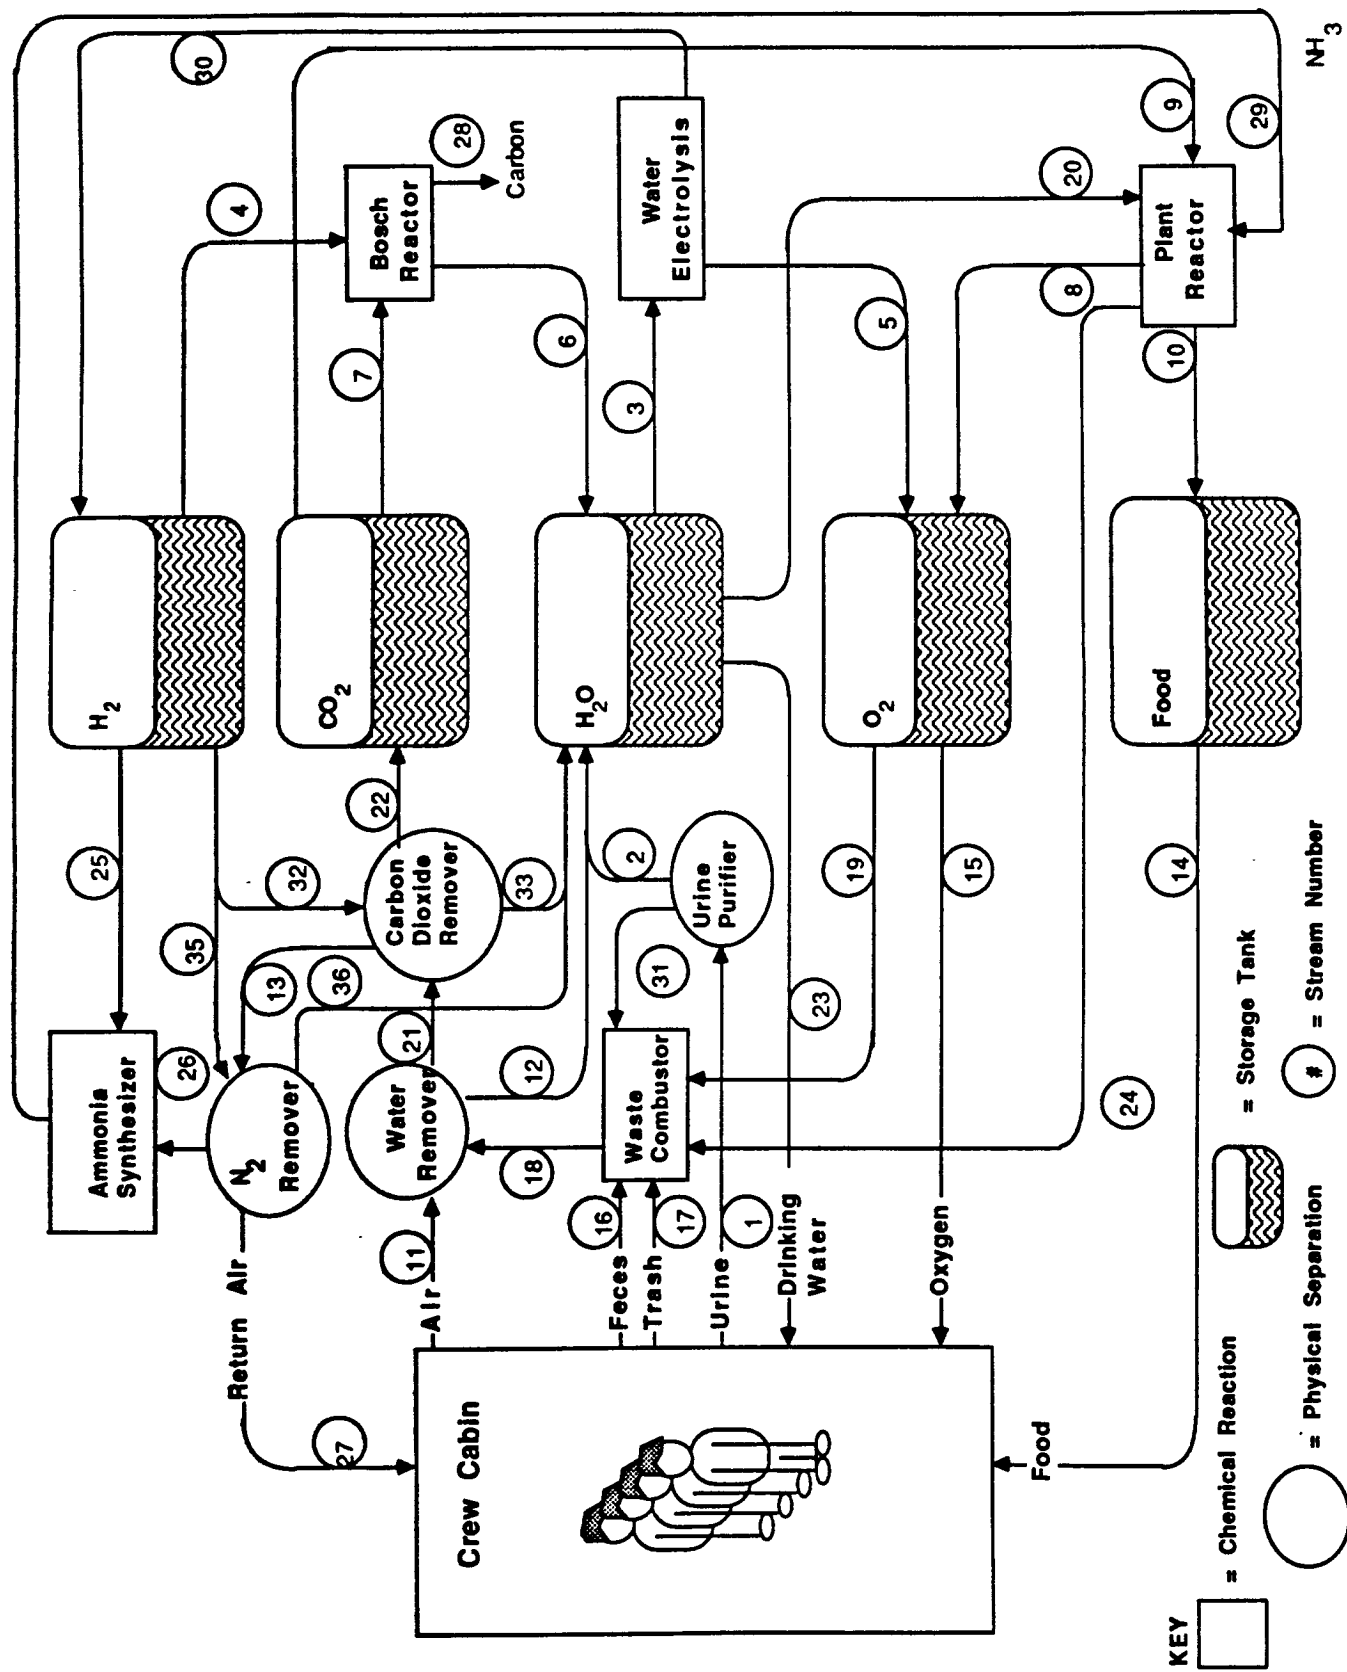 30
4
Bosch
Reactor
28
Carbon
7
6
3
Water
Electrolysis
5
20
9
29
NH3
8
Plant
Reactor
10
H2
CO2
H2O
O2
Food
25
35
32
22
Carbon
Dioxide
Remover
33
2
Urine
Purifier
19
15
14
13
36
31
23
Ammonia
Synthesizer
26
N2
Remover
21
Water
Remover
12
18
Waste
Combustor
24
11
16
17
1
Return Air
Air
Feces
Trash
Urine
Drinking
Water
Oxygen
27
Crew Cabin
Food
KEY
= Chemical Reaction
= Storage Tank
= Physical Separation
# = Stream Number